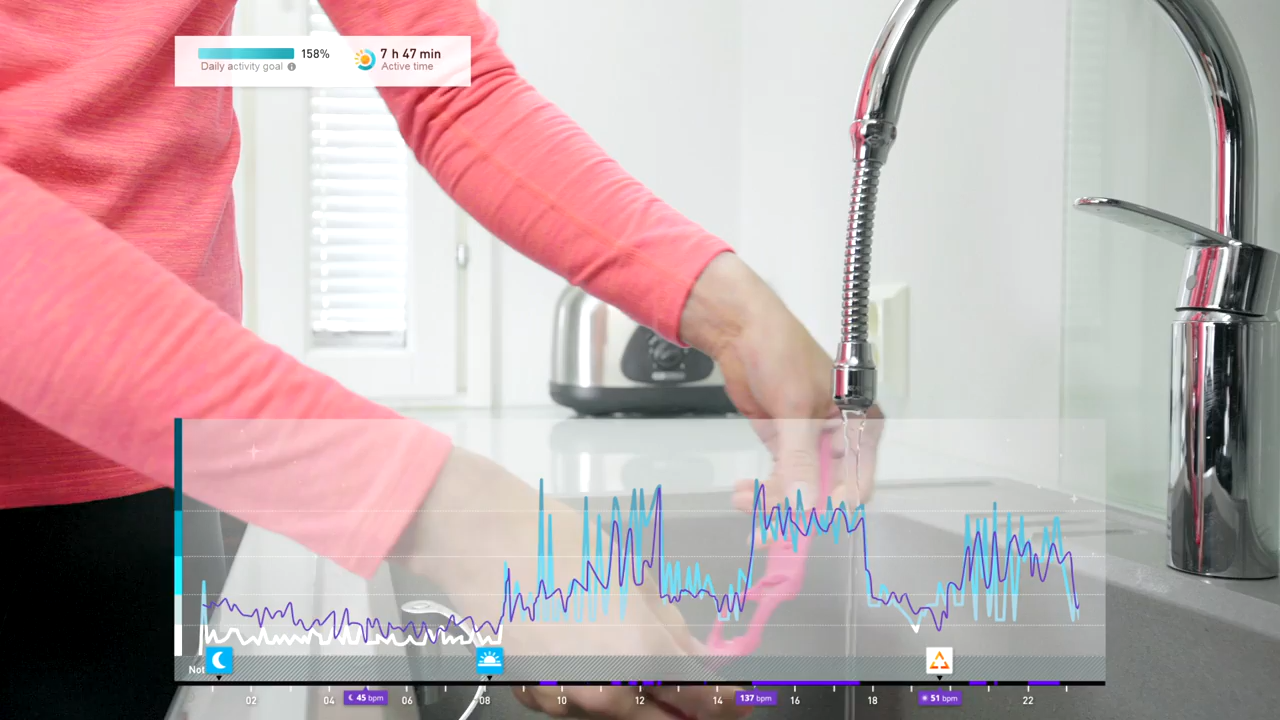 158%
7 h 47 min
Daily activity goal
Active time
Not
02
04
45 bpm
06
08
10
12
14
137 bpm
16
18
51 bpm
22